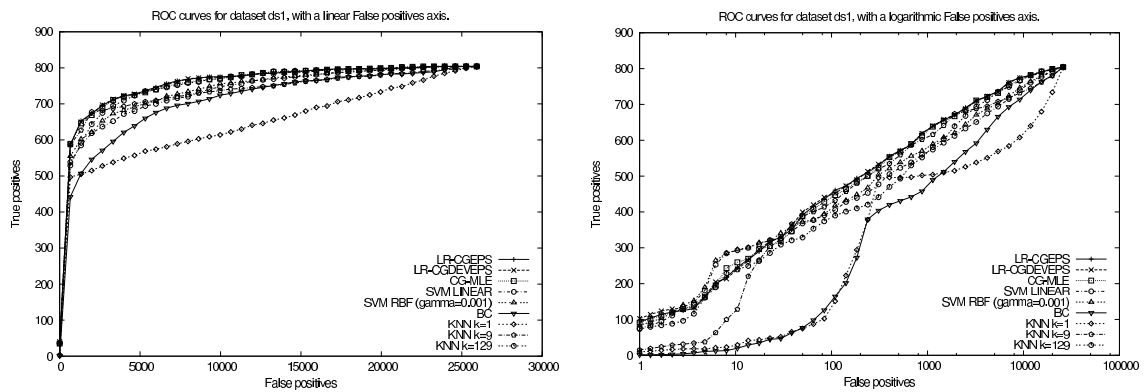 ROC curves for dataset ds1, with a linear False positives axis.
900
800
700
600
500
400
300
200
100
0
True positives
LR-CGEPS
LR-CGDEVEPS
CG-MLE
SVM LINEAR
SVM RBF (gamma=0.001)
BC
KNN k=1
KNN k=9
KNN k=129
0 5000 10000 15000 20000 25000 30000
False positives
ROC curves for dataset ds1, with a logarithmic False positives axis.
900
800
700
600
500
400
300
200
100
0
True positives
LR-CGEPS
LR-CGDEVEPS
CG-MLE
SVM LINEAR
SVM RBF (gamma=0.001)
BC
KNN k=1
KNN k=9
KNN k=129
1 10 100 1000 10000 100000
False positives